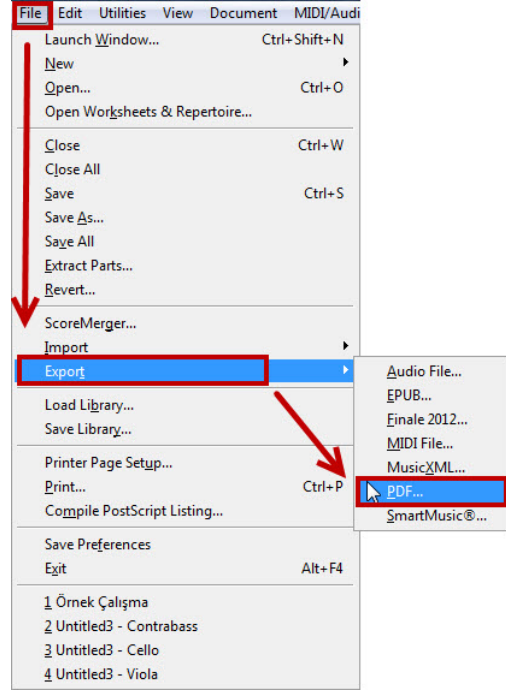 File Edit Utilities View Document MIDI/Audi
Launch Window... Ctrl+Shift+N
New
Open... Ctrl+O
Open Worksheets & Repertoire...
Close Ctrl+W
Close All
Save Ctrl+S
Save As...
Save All
Extract Parts...
Revert...
ScoreMerger...
Import
Export
Audio File...
EPUB...
Finale 2012...
MIDI File...
MusicXML...
PDF...
SmartMusic®...
Load Library...
Save Library...
Printer Page Setup...
Print... Ctrl+P
Compile PostScript Listing...
Save Preferences
Exit Alt+F4
1 Örnek Çalışma
2 Untitled3 - Contrabass
3 Untitled3 - Cello
4 Untitled3 - Viola